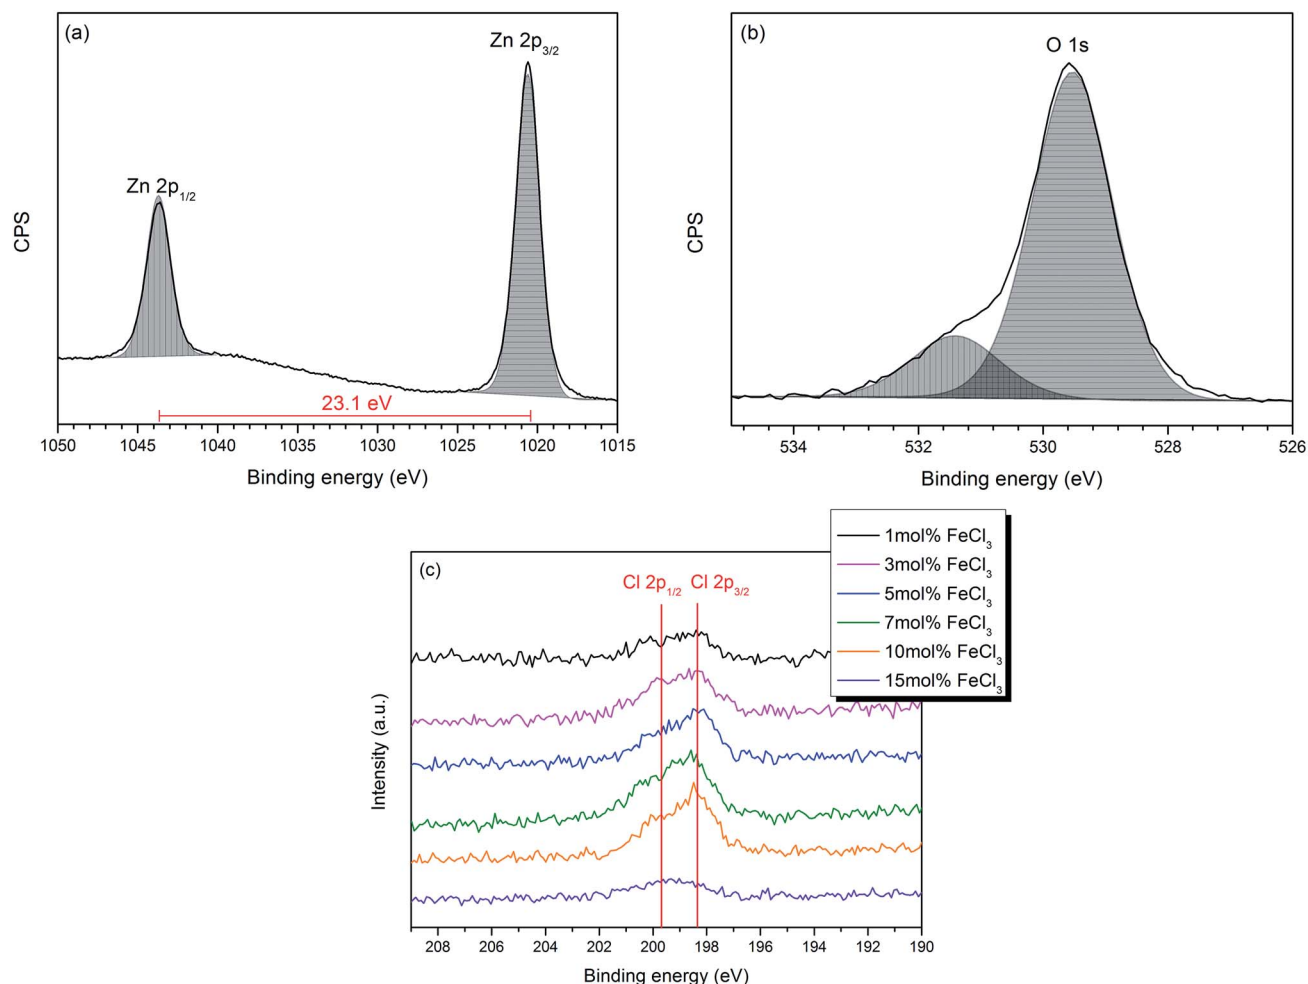 (a)
Zn 2p3/2
Zn 2p1/2
CPS
23.1 eV
1050 1045 1040 1035 1030 1025 1020 1015
Binding energy (eV)
(b)
O 1s
CPS
534 532 530 528 526
Binding energy (eV)
(c)
Cl 2p1/2 Cl 2p3/2
1mol% FeCl3
3mol% FeCl3
5mol% FeCl3
7mol% FeCl3
10mol% FeCl3
15mol% FeCl3
Intensity (a.u.)
208 206 204 202 200 198 196 194 192 190
Binding energy (eV)